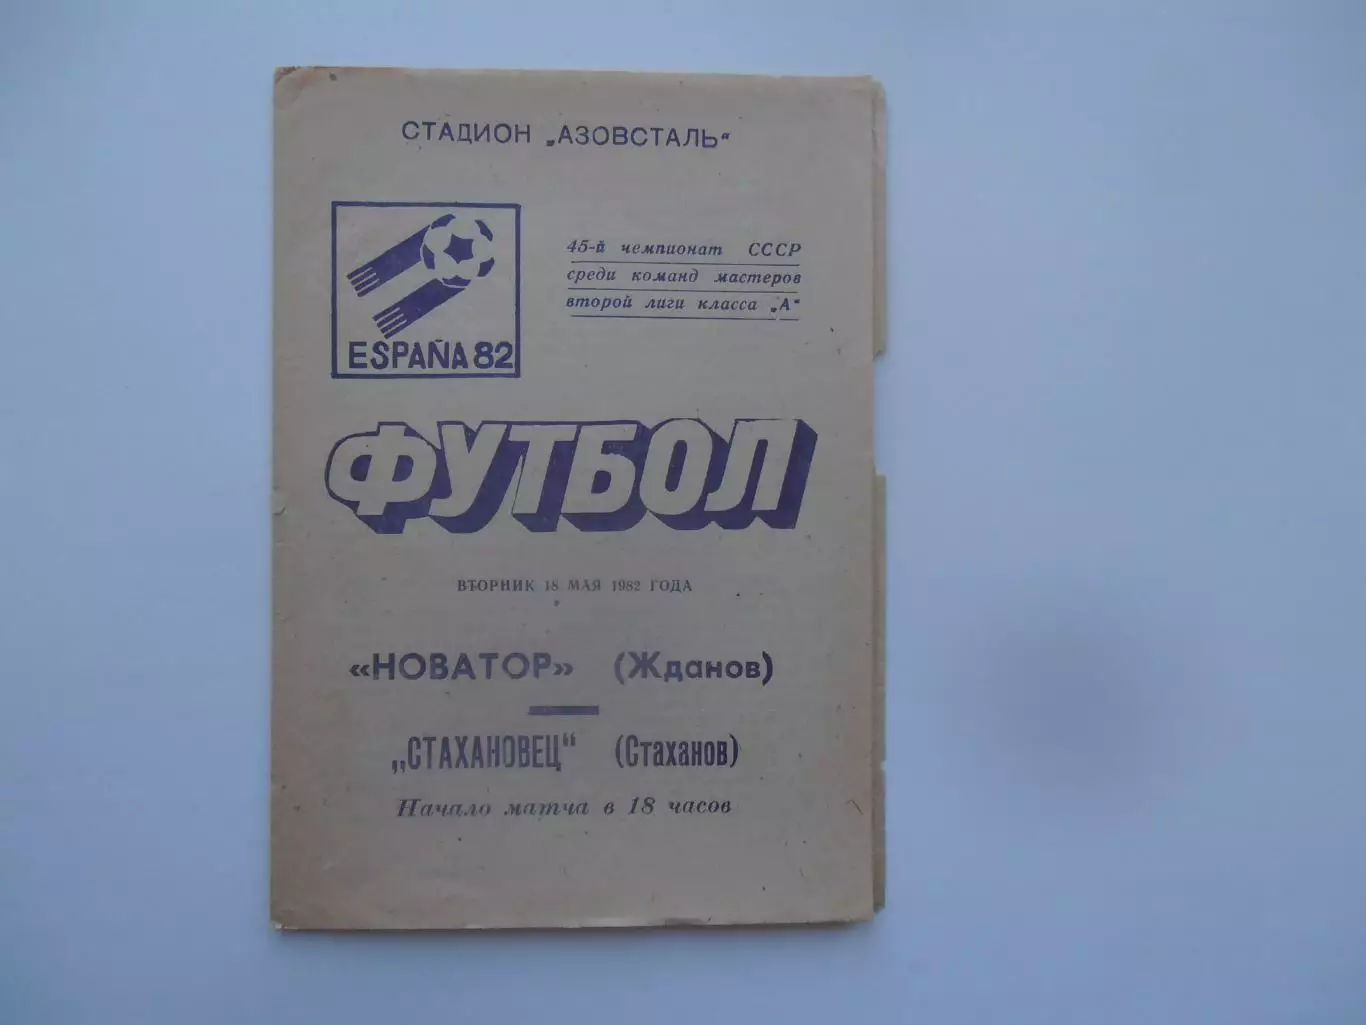 СТАДИОН „АЗОВСТАЛЬ“
ESPAÑA 82
45-й чемпионат СССР
среди команд мастеров
второй лиги класса „А“
ФУТБОЛ
ВТОРНИК 18 МАЯ 1982 ГОДА
«НОВАТОР» (Жданов)
—
„СТАХАНОВЕЦ“ (Стаханов)
Начало матча в 18 часов